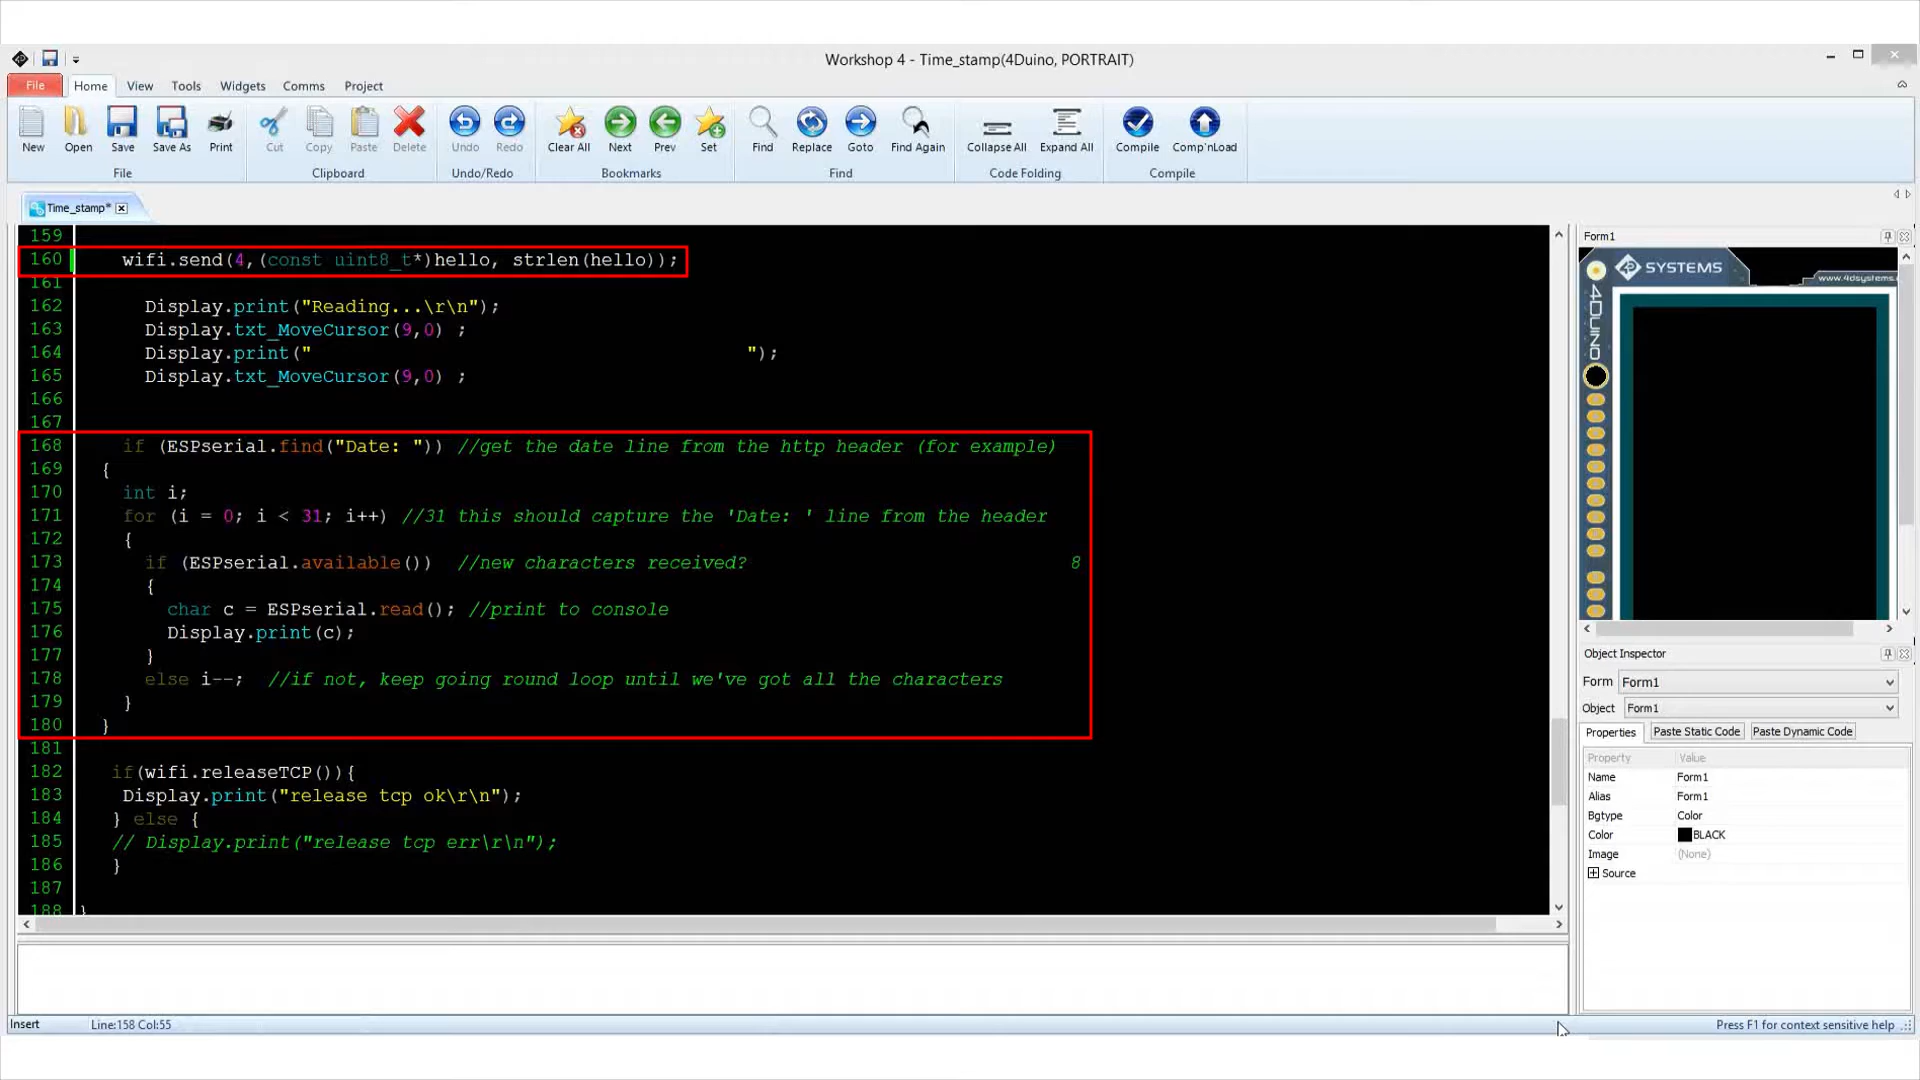 Workshop 4 - Time_stamp(4Duino, PORTRAIT)
File Home View Tools Widgets Comms Project
New Open Save Save As Print Cut Copy Paste Delete Undo Redo Clear All Next Prev Set Find Replace Goto Find Again Collapse All Expand All Compile Comp'nLoad
File Clipboard Undo/Redo Bookmarks Find Code Folding Compile
Time_stamp*
159
160 wifi.send(4,(const uint8_t*)hello, strlen(hello));
161
162 Display.print("Reading...\r\n");
163 Display.txt_MoveCursor(9,0) ;
164 Display.print("                                       ");
165 Display.txt_MoveCursor(9,0) ;
166
167
168 if (ESPserial.find("Date: ")) //get the date line from the http header (for example)
169 {
170 int i;
171 for (i = 0; i < 31; i++) //31 this should capture the 'Date: ' line from the header
172 {
173 if (ESPserial.available()) //new characters received? 8
174 {
175 char c = ESPserial.read(); //print to console
176 Display.print(c);
177 }
178 else i--; //if not, keep going round loop until we've got all the characters
179 }
180 }
181
182 if(wifi.releaseTCP()){
183 Display.print("release tcp ok\r\n");
184 } else {
185 // Display.print("release tcp err\r\n");
186 }
187
188 }
Form1
4D SYSTEMS
www.4dsystems.
4DUINO
Object Inspector
Form Form1
Object Form1
Properties Paste Static Code Paste Dynamic Code
Property Value
Name Form1
Alias Form1
Bgtype Color
Color BLACK
Image (None)
Source
Insert Line:158 Col:55 Press F1 for context sensitive help